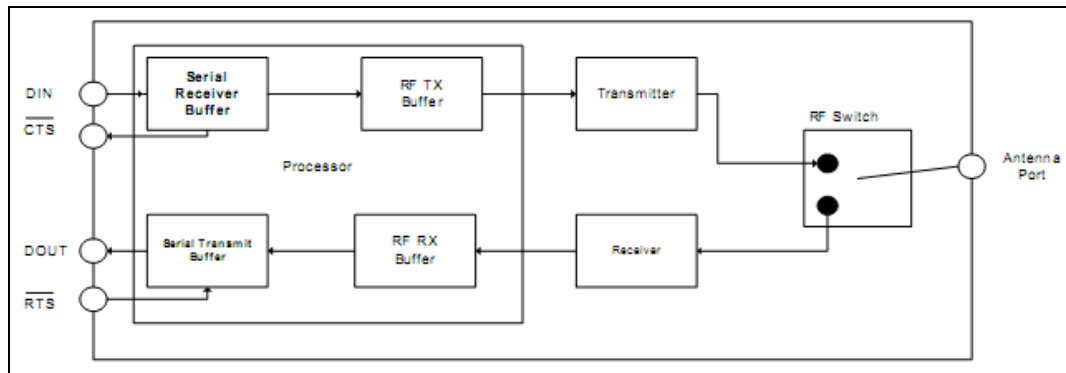 DIN
CTS
DOUT
RTS
Serial
Receiver
Buffer
RF TX
Buffer
Transmitter
RF Switch
Antenna
Port
Processor
Serial Transmit
Buffer
RF RX
Buffer
Receiver